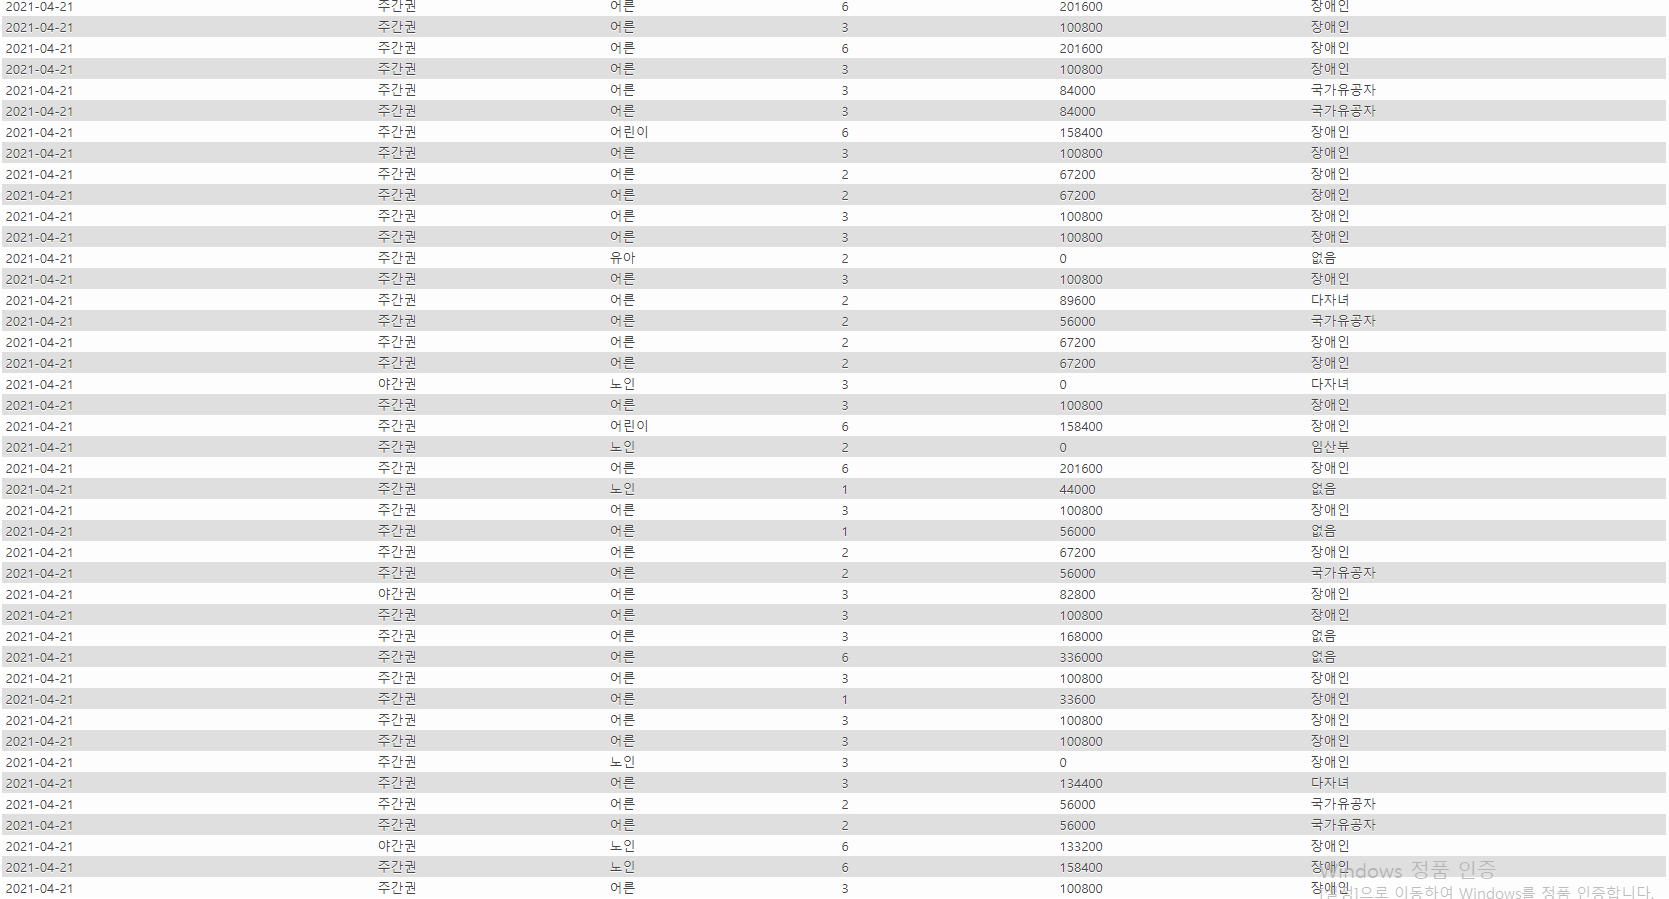 2021-04-21 주간권 어른 6 201600 장애인
2021-04-21 주간권 어른 3 100800 장애인
2021-04-21 주간권 어른 6 201600 장애인
2021-04-21 주간권 어른 3 100800 장애인
2021-04-21 주간권 어른 3 84000 국가유공자
2021-04-21 주간권 어른 3 84000 국가유공자
2021-04-21 주간권 어린이 6 158400 장애인
2021-04-21 주간권 어른 3 100800 장애인
2021-04-21 주간권 어른 2 67200 장애인
2021-04-21 주간권 어른 2 67200 장애인
2021-04-21 주간권 어른 3 100800 장애인
2021-04-21 주간권 어른 3 100800 장애인
2021-04-21 주간권 유아 2 0 없음
2021-04-21 주간권 어른 3 100800 장애인
2021-04-21 주간권 어른 2 89600 다자녀
2021-04-21 주간권 어른 2 56000 국가유공자
2021-04-21 주간권 어른 2 67200 장애인
2021-04-21 주간권 어른 2 67200 장애인
2021-04-21 야간권 노인 3 0 다자녀
2021-04-21 주간권 어른 3 100800 장애인
2021-04-21 주간권 어린이 6 158400 장애인
2021-04-21 주간권 노인 2 0 임산부
2021-04-21 주간권 어른 6 201600 장애인
2021-04-21 주간권 노인 1 44000 없음
2021-04-21 주간권 어른 3 100800 장애인
2021-04-21 주간권 어른 1 56000 없음
2021-04-21 주간권 어른 2 67200 장애인
2021-04-21 주간권 어른 2 56000 국가유공자
2021-04-21 야간권 어른 3 82800 장애인
2021-04-21 주간권 어른 3 100800 장애인
2021-04-21 주간권 어른 3 168000 없음
2021-04-21 주간권 어른 6 336000 없음
2021-04-21 주간권 어른 3 100800 장애인
2021-04-21 주간권 어른 1 33600 장애인
2021-04-21 주간권 어른 3 100800 장애인
2021-04-21 주간권 어른 3 100800 장애인
2021-04-21 주간권 노인 3 0 장애인
2021-04-21 주간권 어른 3 134400 다자녀
2021-04-21 주간권 어른 2 56000 국가유공자
2021-04-21 주간권 어른 2 56000 국가유공자
2021-04-21 야간권 노인 6 133200 장애인
2021-04-21 주간권 노인 6 158400 장애인
Windows 정품 인증
2021-04-21 주간권 어른 3 100800 장애인
이동하여 Windows를 정품 인증합니다.